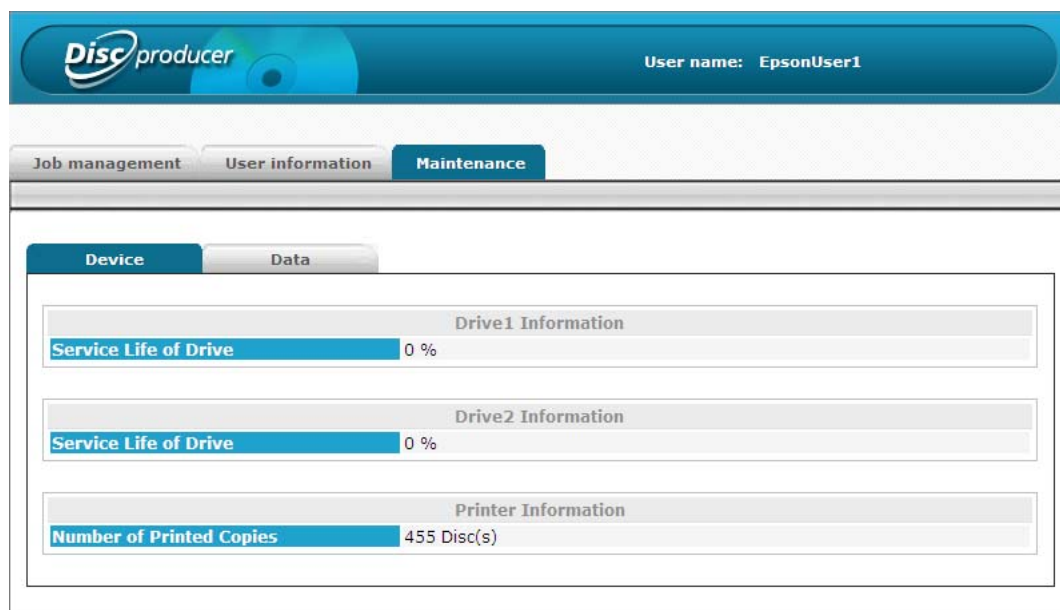 Disc producer User name: EpsonUser1
Job management User information Maintenance
Device Data
Drive1 Information
Service Life of Drive 0 %
Drive2 Information
Service Life of Drive 0 %
Printer Information
Number of Printed Copies 455 Disc(s)